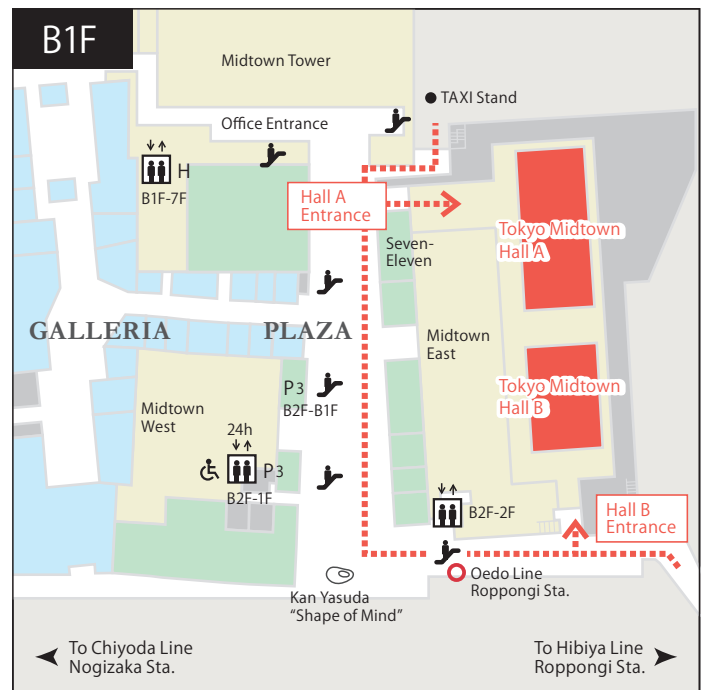 B1F
Midtown Tower
TAXI Stand
Office Entrance
H
B1F-7F
Hall A
Entrance
Tokyo Midtown
Hall A
Seven-
Eleven
GALLERIA
PLAZA
Midtown
East
Tokyo Midtown
Hall B
P3
B2F-B1F
Midtown
West
24h
P3
B2F-1F
B2F-2F
Hall B
Entrance
Oedo Line
Roppongi Sta.
Kan Yasuda
“Shape of Mind”
To Chiyoda Line
Nogizaka Sta.
To Hibiya Line
Roppongi Sta.